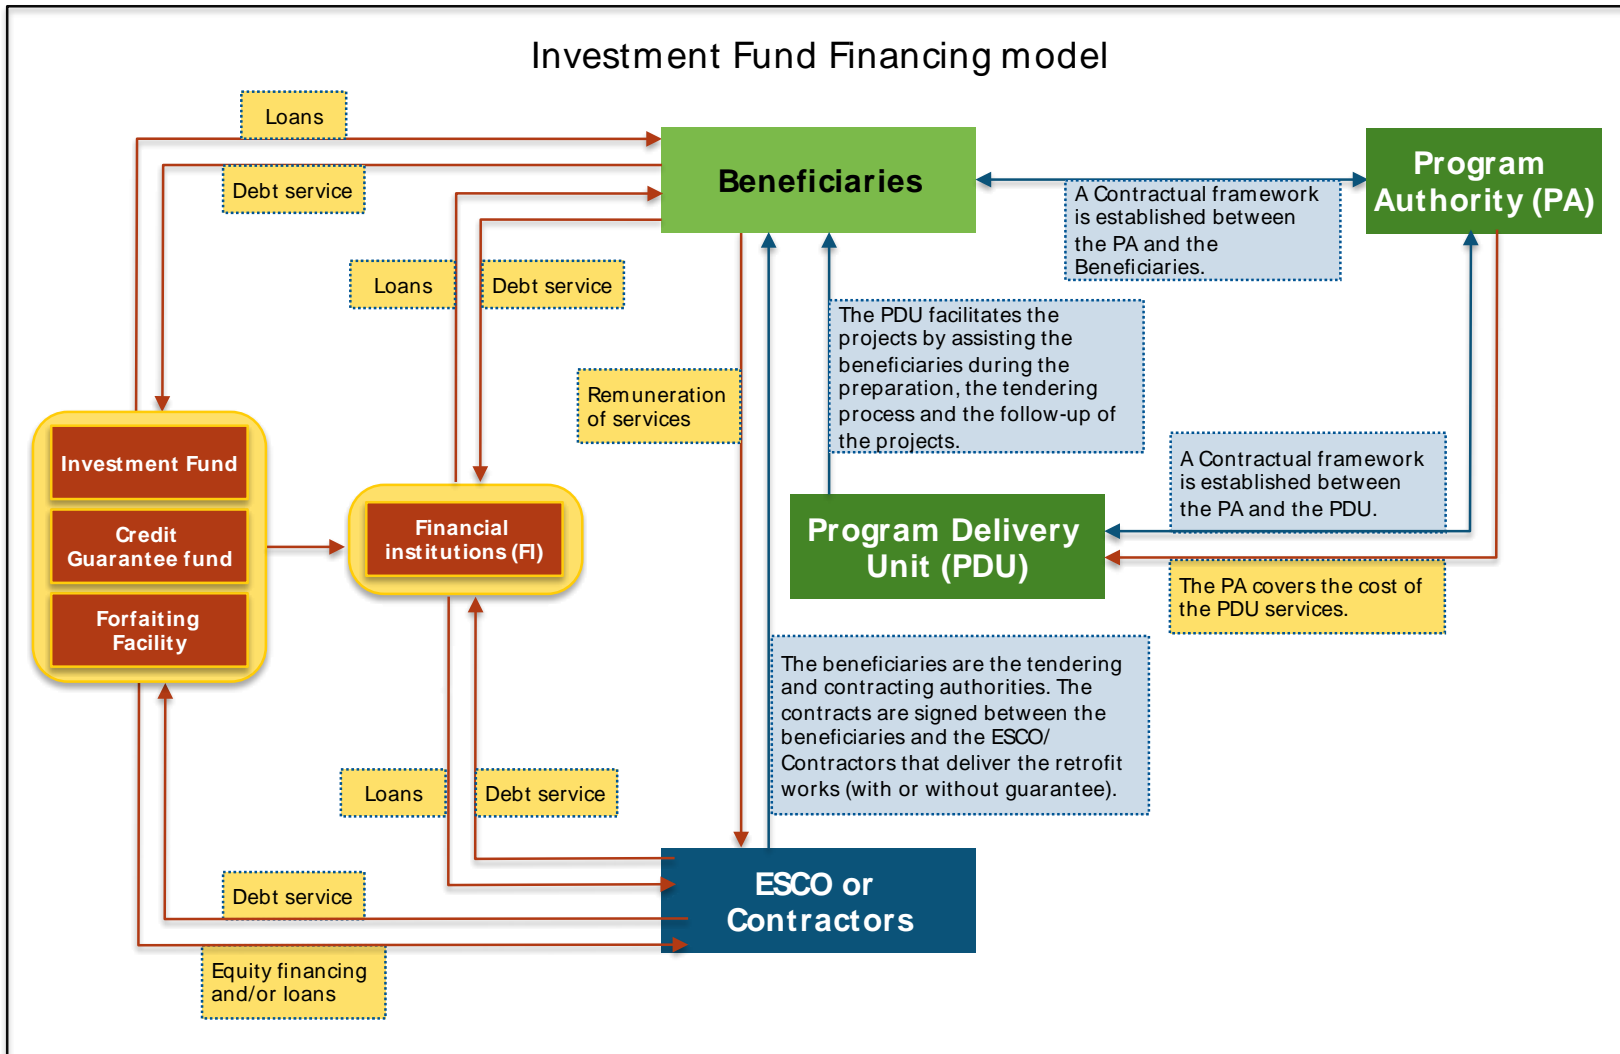 Investment Fund Financing model
Loans
Debt service
Beneficiaries
Program
Authority (PA)
A Contractual framework
is established between
the PA and the
Beneficiaries.
Loans
Debt service
The PDU facilitates the
projects by assisting the
beneficiaries during the
preparation, the tendering
process and the follow-up of
the projects.
Remuneration
of services
Investment Fund
Credit
Guarantee fund
Forfaiting
Facility
Financial
institutions (FI)
A Contractual framework
is established between
the PA and the PDU.
Program Delivery
Unit (PDU)
The PA covers the cost of
the PDU services.
The beneficiaries are the tendering
and contracting authorities. The
contracts are signed between the
beneficiaries and the ESCO/
Contractors that deliver the retrofit
works (with or without guarantee).
Loans
Debt service
ESCO or
Contractors
Debt service
Equity financing
and/or loans